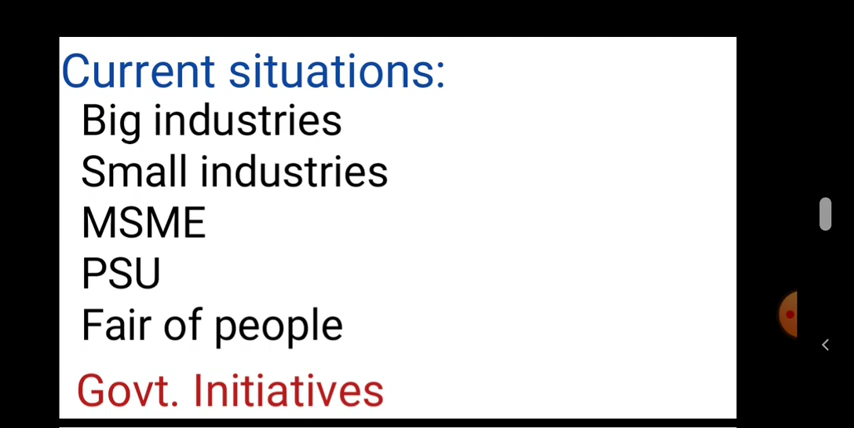 Current situations:
Big industries
Small industries
MSME
PSU
Fair of people
Govt. Initiatives